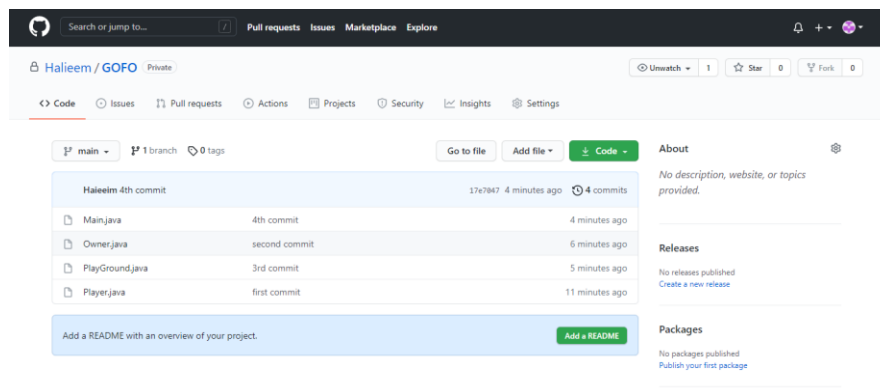 Search or jump to... /
Pull requests Issues Marketplace Explore
Halieem / GOFO Private
Unwatch 1 Star 0 Fork 0
<> Code Issues Pull requests Actions Projects Security Insights Settings
main 1 branch 0 tags Go to file Add file Code
Haieeim 4th commit 17e7047 4 minutes ago 4 commits
Main.java 4th commit 4 minutes ago
Owner.java second commit 6 minutes ago
PlayGround.java 3rd commit 5 minutes ago
Player.java first commit 11 minutes ago
Add a README with an overview of your project. Add a README
About
No description, website, or topics
provided.
Releases
No releases published
Create a new release
Packages
No packages published
Publish your first package